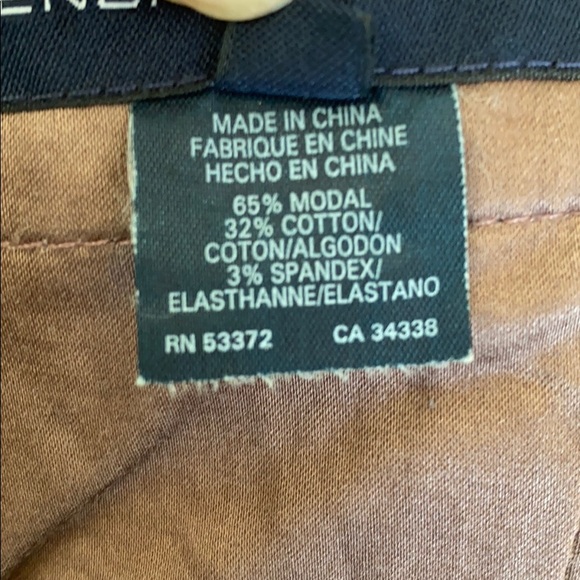 MADE IN CHINA
FABRIQUE EN CHINE
HECHO EN CHINA
65% MODAL
32% COTTON/
COTON/ALGODON
3% SPANDEX/
ELASTHANNE/ELASTANO
RN 53372 CA 34338